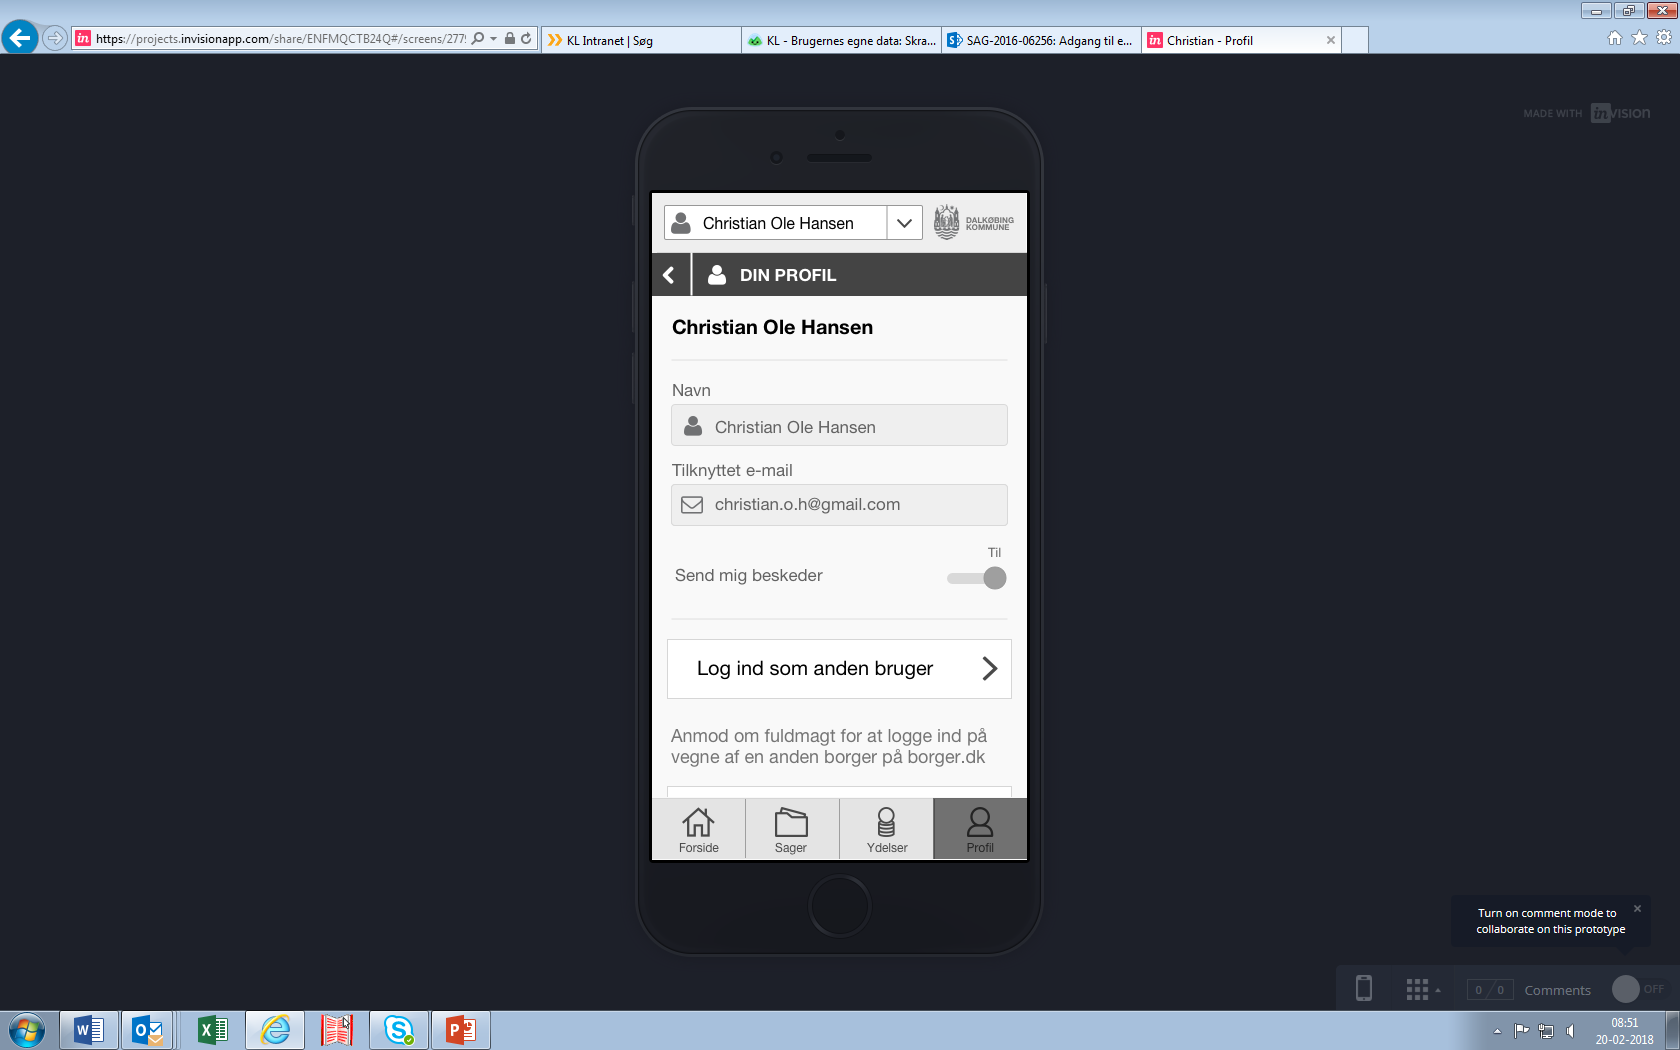 https://projects.invisionapp.com/share/ENFMQCTB24Q#/screens/277
KL Intranet | Søg
KL - Brugernes egne data: Skra...
SAG-2016-06256: Adgang til e...
Christian - Profil
MADE WITH invision
Christian Ole Hansen
DALKØBING
KOMMUNE
DIN PROFIL
Christian Ole Hansen
Navn
Christian Ole Hansen
Tilknyttet e-mail
christian.o.h@gmail.com
Til
Send mig beskeder
Log ind som anden bruger
Anmod om fuldmagt for at logge ind på
vegne af en anden borger på borger.dk
Forside
Sager
Ydelser
Profil
Turn on comment mode to
collaborate on this prototype
0 / 0
Comments
OFF
08:51
20-02-2018